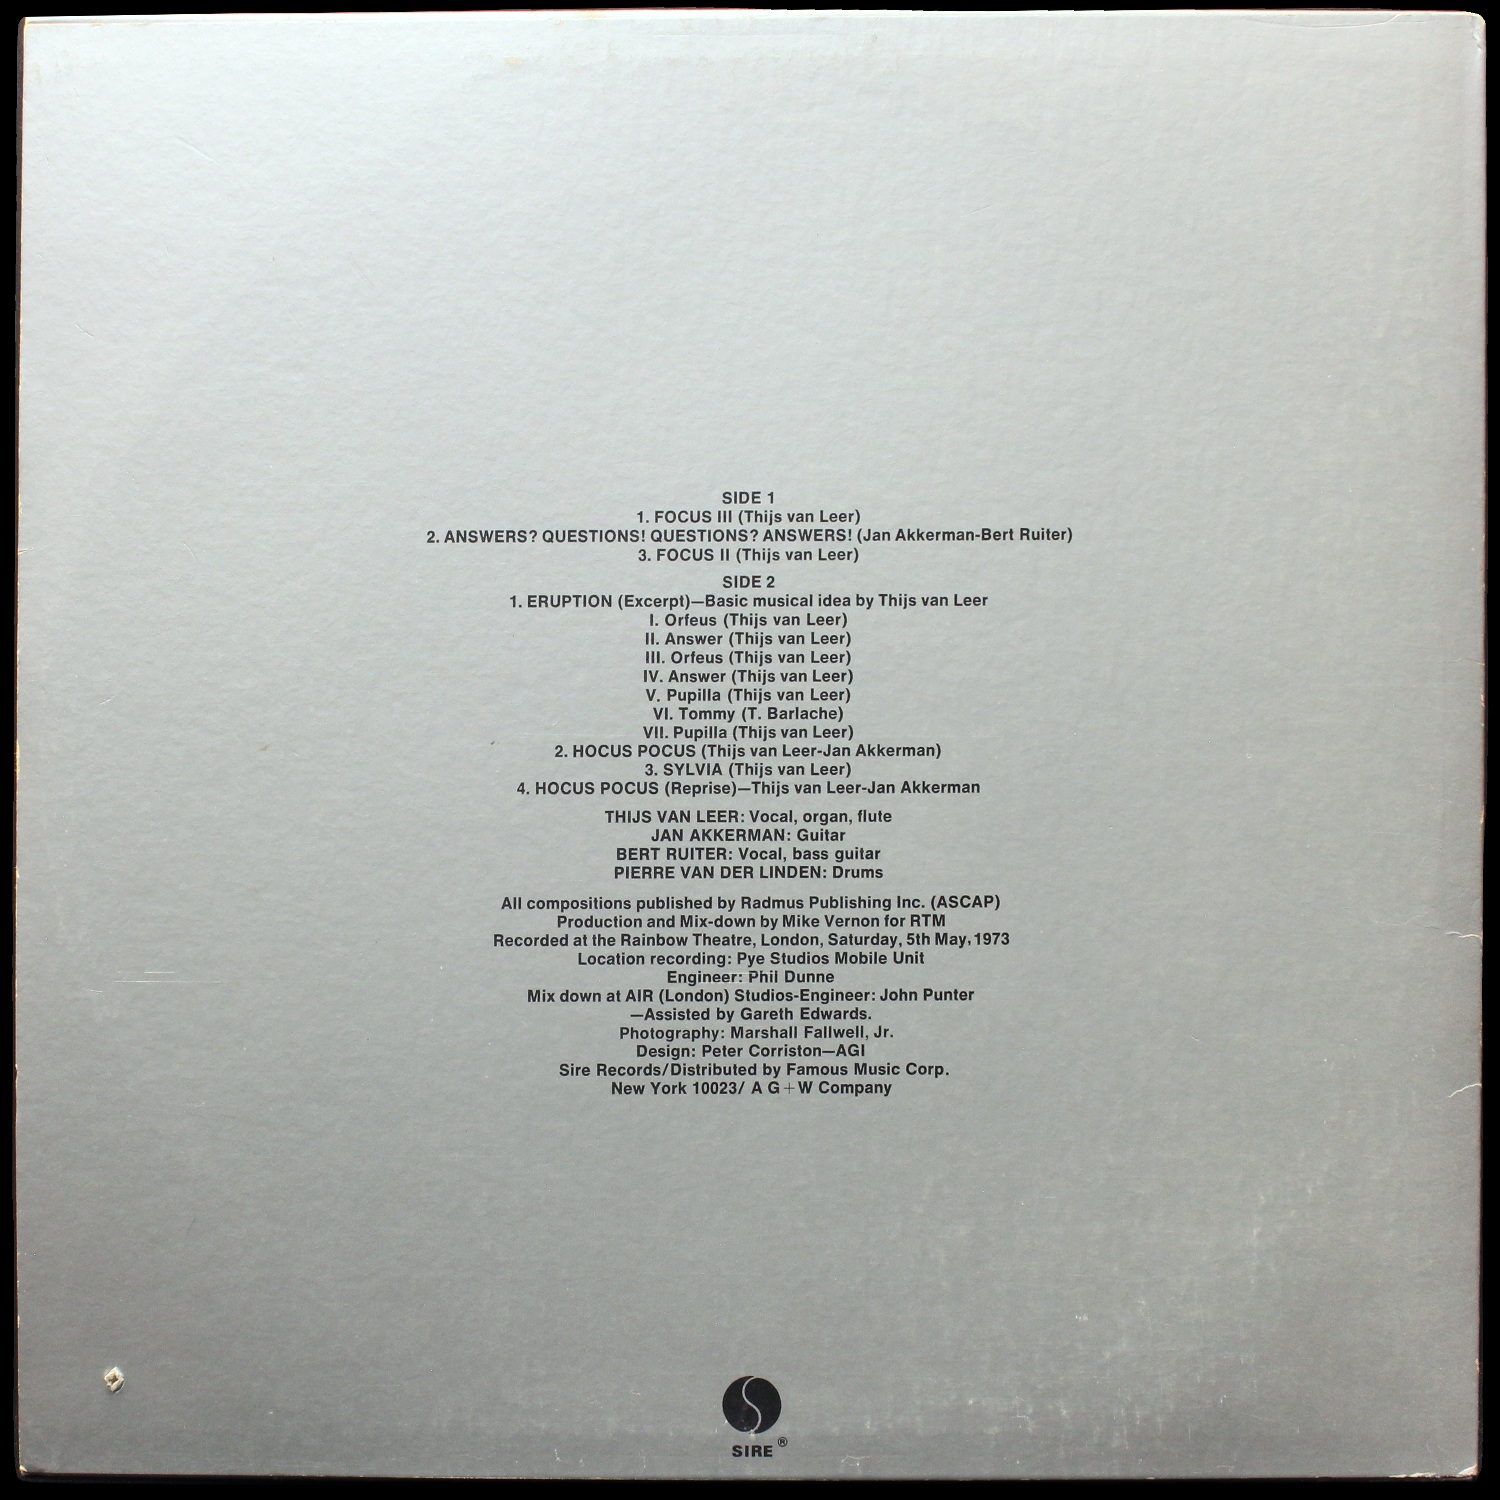 SIDE 1
1. FOCUS III (Thijs van Leer)
2. ANSWERS? QUESTIONS! QUESTIONS? ANSWERS! (Jan Akkerman-Bert Ruiter)
3. FOCUS II (Thijs van Leer)
SIDE 2
1. ERUPTION (Excerpt)—Basic musical idea by Thijs van Leer
I. Orfeus (Thijs van Leer)
II. Answer (Thijs van Leer)
III. Orfeus (Thijs van Leer)
IV. Answer (Thijs van Leer)
V. Pupilla (Thijs van Leer)
VI. Tommy (T. Barlache)
VII. Pupilla (Thijs van Leer)
2. HOCUS POCUS (Thijs van Leer-Jan Akkerman)
3. SYLVIA (Thijs van Leer)
4. HOCUS POCUS (Reprise)—Thijs van Leer-Jan Akkerman
THIJS VAN LEER: Vocal, organ, flute
JAN AKKERMAN: Guitar
BERT RUITER: Vocal, bass guitar
PIERRE VAN DER LINDEN: Drums
All compositions published by Radmus Publishing Inc. (ASCAP)
Production and Mix-down by Mike Vernon for RTM
Recorded at the Rainbow Theatre, London, Saturday, 5th May, 1973
Location recording: Pye Studios Mobile Unit
Engineer: Phil Dunne
Mix down at AIR (London) Studios-Engineer: John Punter
—Assisted by Gareth Edwards.
Photography: Marshall Fallwell, Jr.
Design: Peter Corriston—AGI
Sire Records/Distributed by Famous Music Corp.
New York 10023/ A G+W Company
SIRE ®